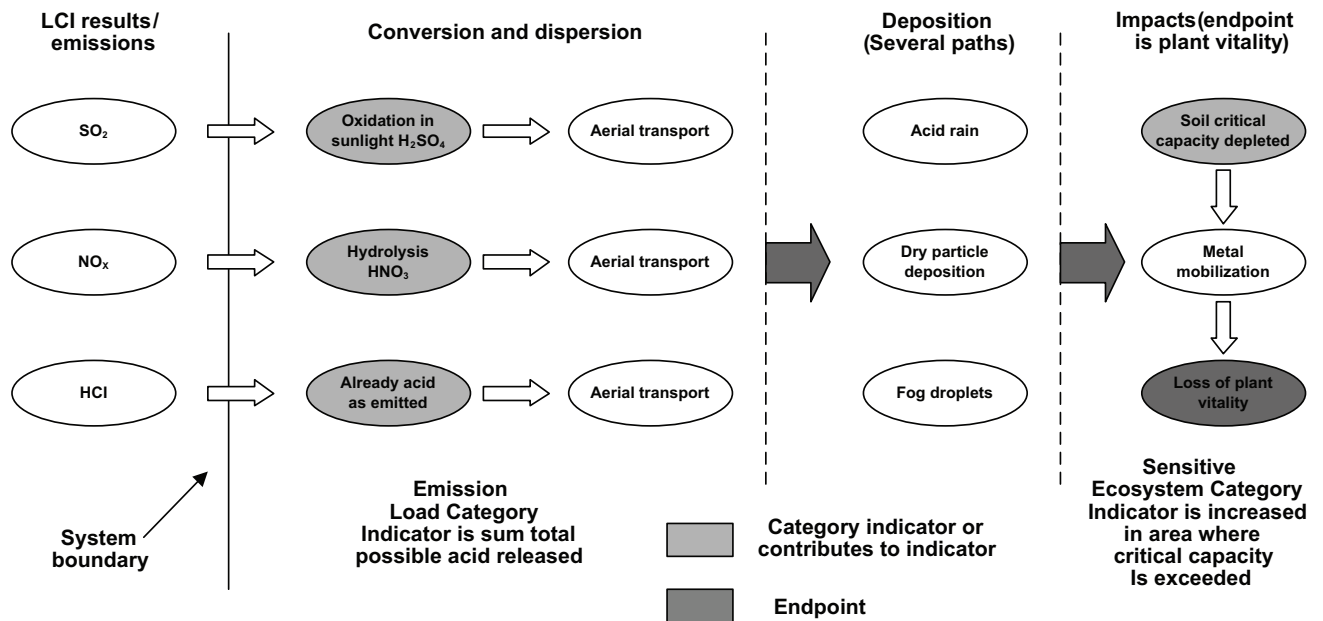 LCI results/
emissions
Conversion and dispersion
Deposition
(Several paths)
Impacts(endpoint
is plant vitality)
SO₂
Oxidation in
sunlight H₂SO₄
Aerial transport
Acid rain
Soil critical
capacity depleted
NOₓ
Hydrolysis
HNO₃
Aerial transport
Dry particle
deposition
Metal
mobilization
HCI
Already acid
as emitted
Aerial transport
Fog droplets
Loss of plant
vitality
System
boundary
Emission
Load Category
Indicator is sum total
possible acid released
Category indicator or
contributes to indicator
Endpoint
Sensitive
Ecosystem Category
Indicator is increased
in area where
critical capacity
Is exceeded